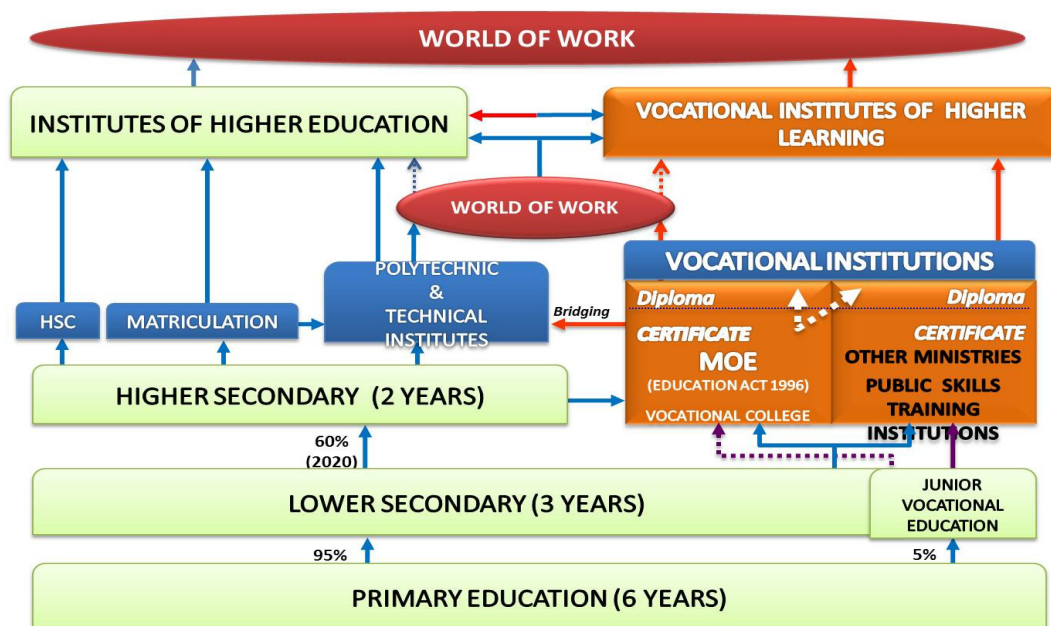 WORLD OF WORK
INSTITUTES OF HIGHER EDUCATION
VOCATIONAL INSTITUTES OF HIGHER
LEARNING
WORLD OF WORK
HSC
MATRICULATION
POLYTECHNIC
&
TECHNICAL
INSTITUTES
Bridging
VOCATIONAL INSTITUTIONS
Diploma
CERTIFICATE
MOE
(EDUCATION ACT 1996)
VOCATIONAL COLLEGE
Diploma
CERTIFICATE
OTHER MINISTRIES
PUBLIC SKILLS
TRAINING
INSTITUTIONS
HIGHER SECONDARY (2 YEARS)
60%
(2020)
LOWER SECONDARY (3 YEARS)
JUNIOR
VOCATIONAL
EDUCATION
95%
5%
PRIMARY EDUCATION (6 YEARS)